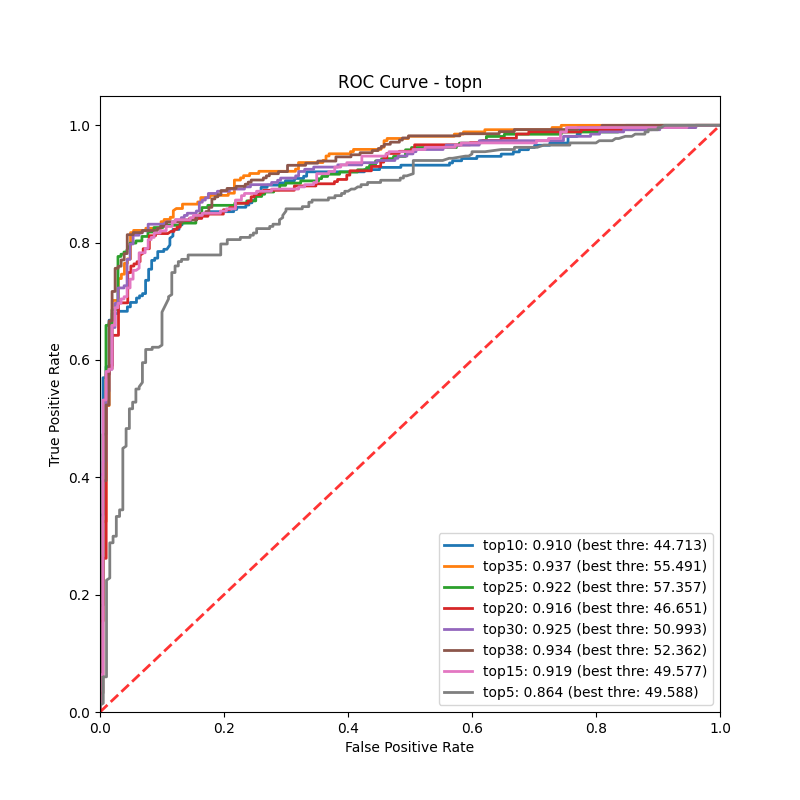 ROC Curve - topn
True Positive Rate
1.0
0.8
0.6
0.4
0.2
0.0
top10: 0.910 (best thre: 44.713)
top35: 0.937 (best thre: 55.491)
top25: 0.922 (best thre: 57.357)
top20: 0.916 (best thre: 46.651)
top30: 0.925 (best thre: 50.993)
top38: 0.934 (best thre: 52.362)
top15: 0.919 (best thre: 49.577)
top5: 0.864 (best thre: 49.588)
0.0 0.2 0.4 0.6 0.8 1.0
False Positive Rate